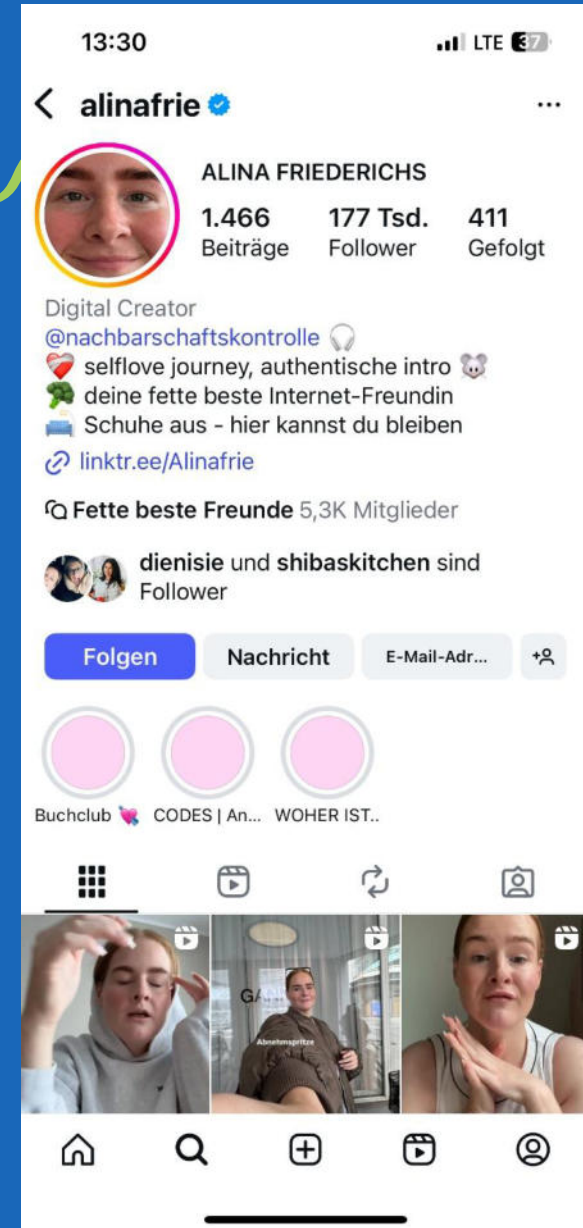 13:30
LTE 37
alinafrie
ALINA FRIEDERICHS
1.466 177 Tsd. 411
Beiträge Follower Gefolgt
Digital Creator
@nachbarschaftskontrolle
selflove journey, authentische intro
deine fette beste Internet-Freundin
Schuhe aus - hier kannst du bleiben
linktr.ee/Alinafrie
Fette beste Freunde 5,3K Mitglieder
dienisie und shibaskitchen sind
Follower
Folgen Nachricht E-Mail-Adr...
Buchclub CODES | An... WOHER IST..
GA
Abnehmspritze